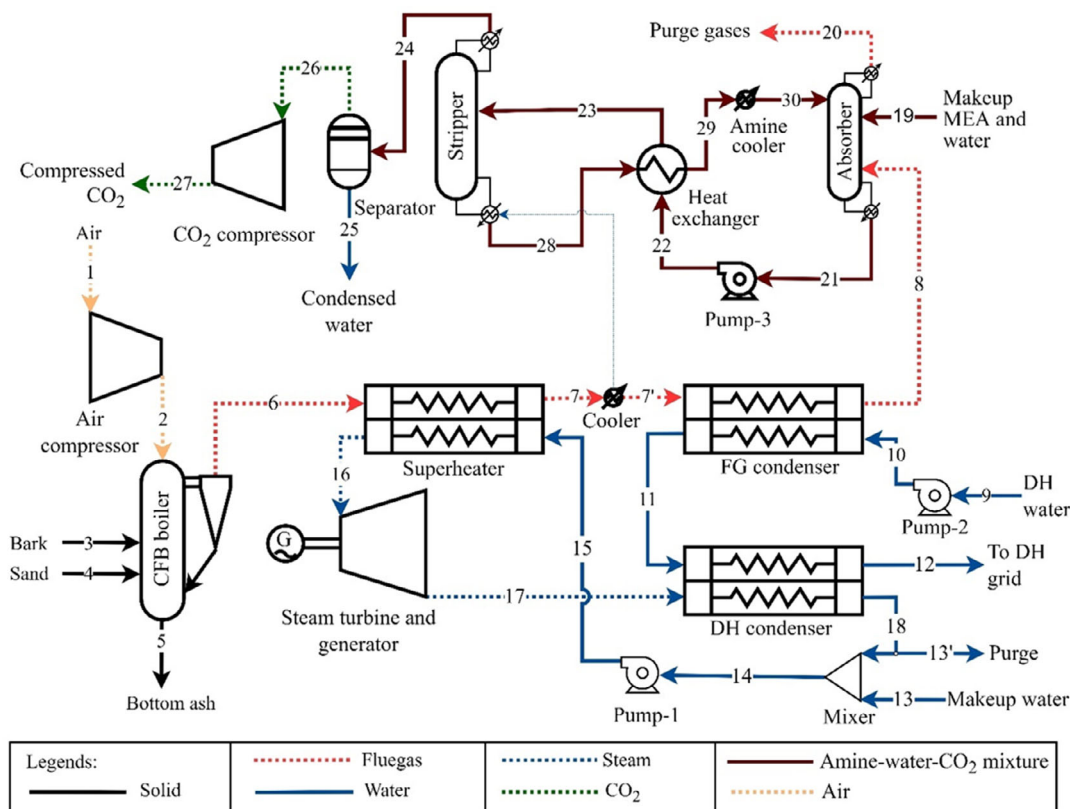 24
20
Purge gases
26
23
29
30
Amine
cooler
19
Makeup
MEA and
water
Stripper
Absorber
Compressed
CO₂
27
Separator
Heat
exchanger
CO₂ compressor
25
28
22
21
8
Air
1
Condensed
water
Pump-3
6
7
7'
Cooler
2
Air
compressor
Superheater
FG condenser
16
11
10
9
DH
water
Pump-2
G
15
Bark
3
Sand
4
CFB boiler
12
To DH
grid
17
Steam turbine and
generator
DH condenser
18
5
13'
Purge
14
13
Makeup water
Bottom ash
Pump-1
Mixer
Legends:
Fluegas
Steam
Amine-water-CO₂ mixture
Solid
Water
CO₂
Air